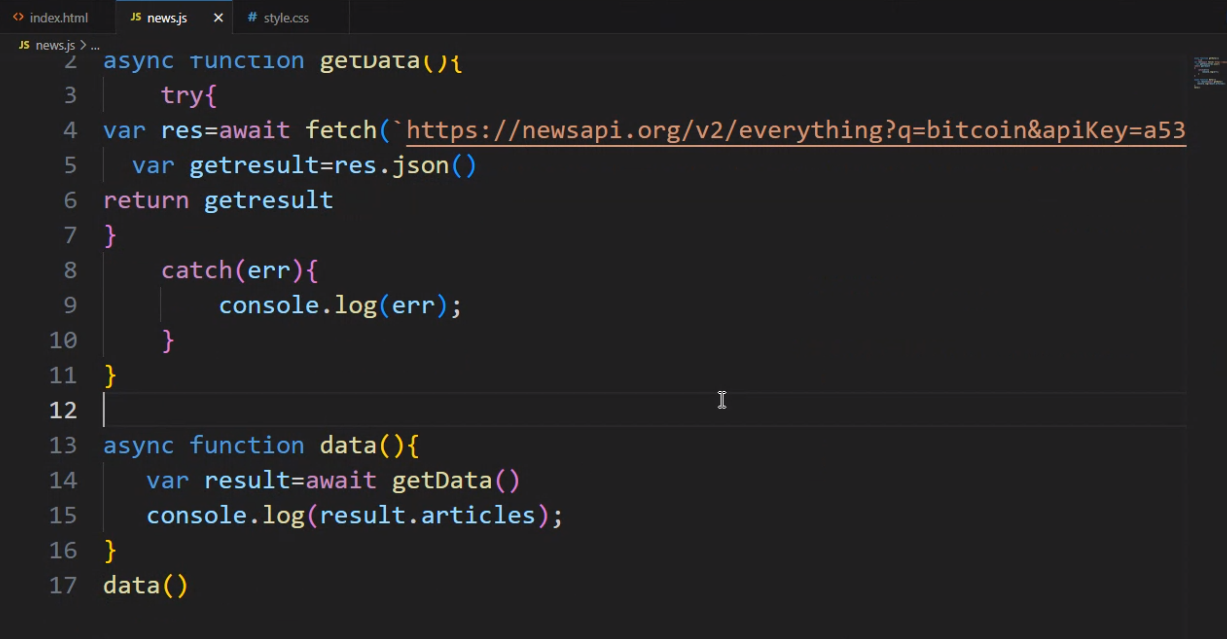 <> index.html JS news.js × # style.css
JS news.js > ...
2 async function getData(){
3 try{
4 var res=await fetch(`https://newsapi.org/v2/everything?q=bitcoin&apiKey=a53
5 var getresult=res.json()
6 return getresult
7 }
8 catch(err){
9 console.log(err);
10 }
11 }
12
13 async function data(){
14 var result=await getData()
15 console.log(result.articles);
16 }
17 data()